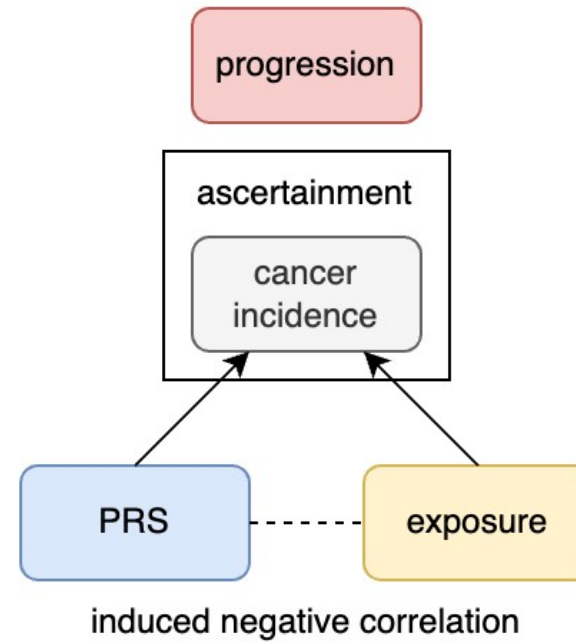 progression
ascertainment
cancer
incidence
PRS
exposure
induced negative correlation